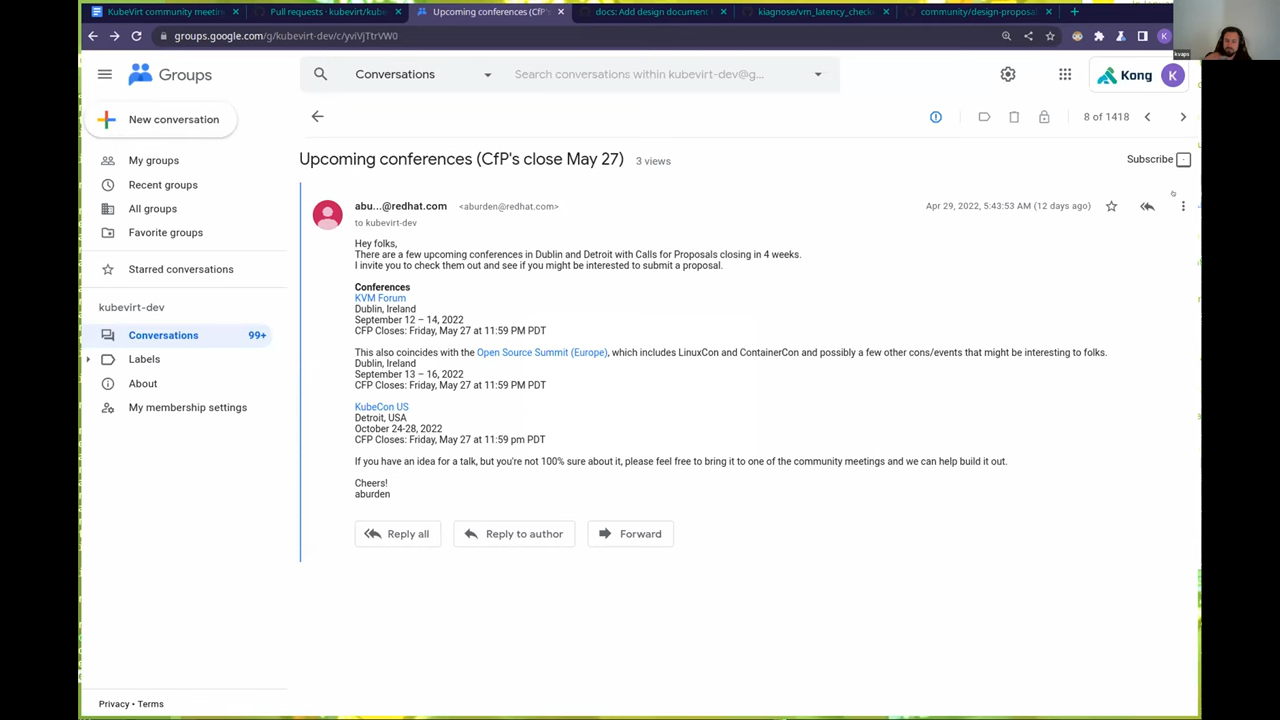 KubeVirt community meetin
Pull requests · kubevirt/kube
Upcoming conferences (CfP's
docs: Add design document
kiagnose/vm_latency_check
community/design-proposa
groups.google.com/g/kubevirt-dev/c/yviVjTtrVW0
K
kvaps
Groups
Conversations
Search conversations within kubevirt-dev@g...
Kong
K
New conversation
8 of 1418
My groups
Recent groups
All groups
Favorite groups
Starred conversations
kubevirt-dev
Conversations 99+
Labels
About
My membership settings
Upcoming conferences (CfP's close May 27) 3 views
Subscribe
abu...@redhat.com <aburden@redhat.com>
Apr 29, 2022, 5:43:53 AM (12 days ago)
to kubevirt-dev
Hey folks,
There are a few upcoming conferences in Dublin and Detroit with Calls for Proposals closing in 4 weeks.
I invite you to check them out and see if you might be interested to submit a proposal.
Conferences
KVM Forum
Dublin, Ireland
September 12 – 14, 2022
CFP Closes: Friday, May 27 at 11:59 PM PDT
This also coincides with the Open Source Summit (Europe), which includes LinuxCon and ContainerCon and possibly a few other cons/events that might be interesting to folks.
Dublin, Ireland
September 13 – 16, 2022
CFP Closes: Friday, May 27 at 11:59 PM PDT
KubeCon US
Detroit, USA
October 24-28, 2022
CFP Closes: Friday, May 27 at 11:59 pm PDT
If you have an idea for a talk, but you're not 100% sure about it, please feel free to bring it to one of the community meetings and we can help build it out.
Cheers!
aburden
Reply all
Reply to author
Forward
Privacy • Terms